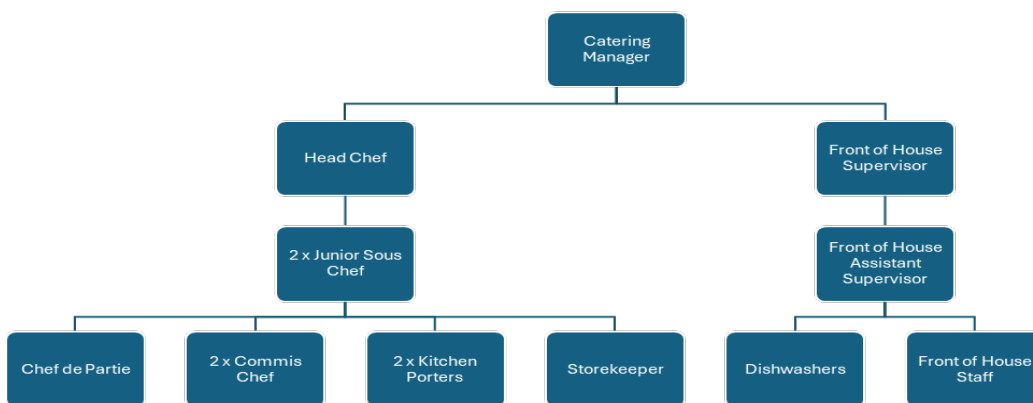 Catering
Manager
Head Chef
Front of House
Supervisor
2 x Junior Sous
Chef
Front of House
Assistant
Supervisor
Chef de Partie
2 x Commis
Chef
2 x Kitchen
Porters
Storekeeper
Dishwashers
Front of House
Staff